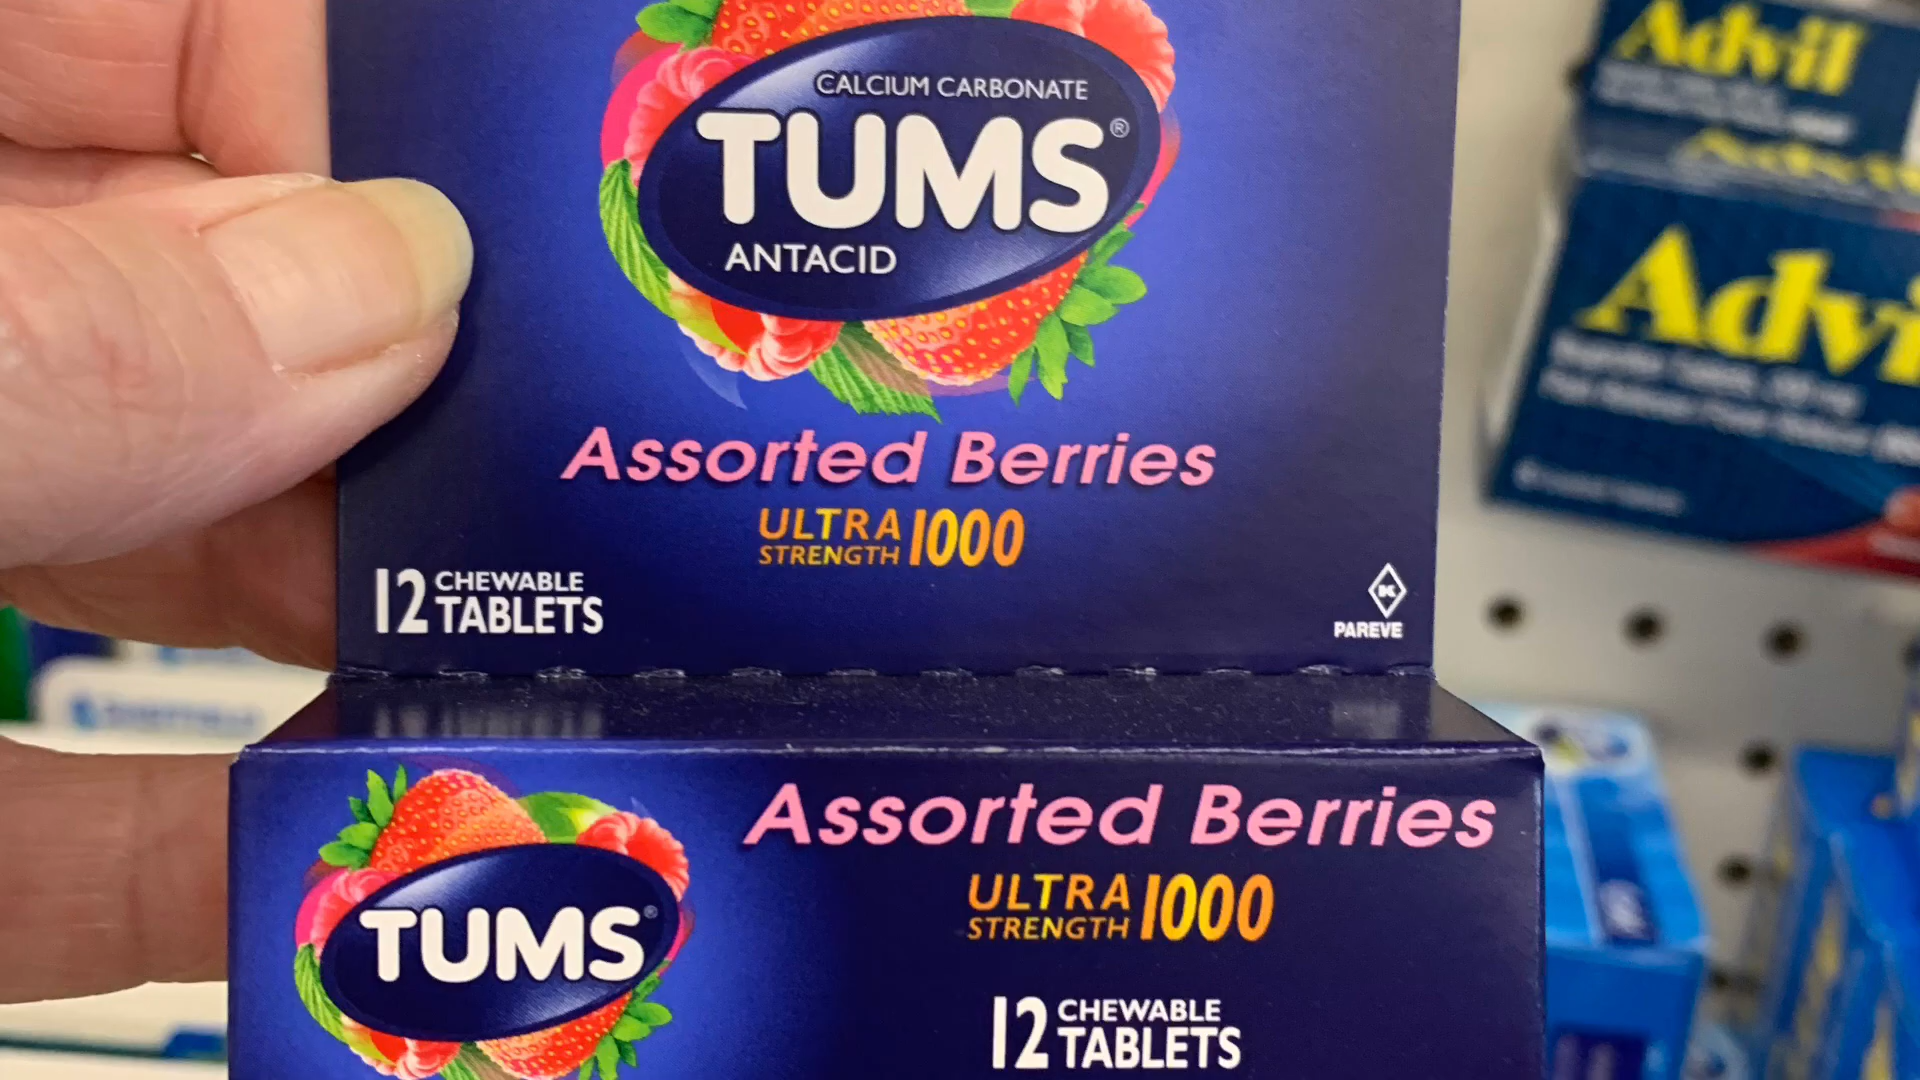 CALCIUM CARBONATE
TUMS®
ANTACID
Assorted Berries
ULTRA STRENGTH 1000
12 CHEWABLE TABLETS
K
PAREVE
TUMS®
Assorted Berries
ULTRA STRENGTH 1000
12 CHEWABLE TABLETS
Advil
Advil
Advi